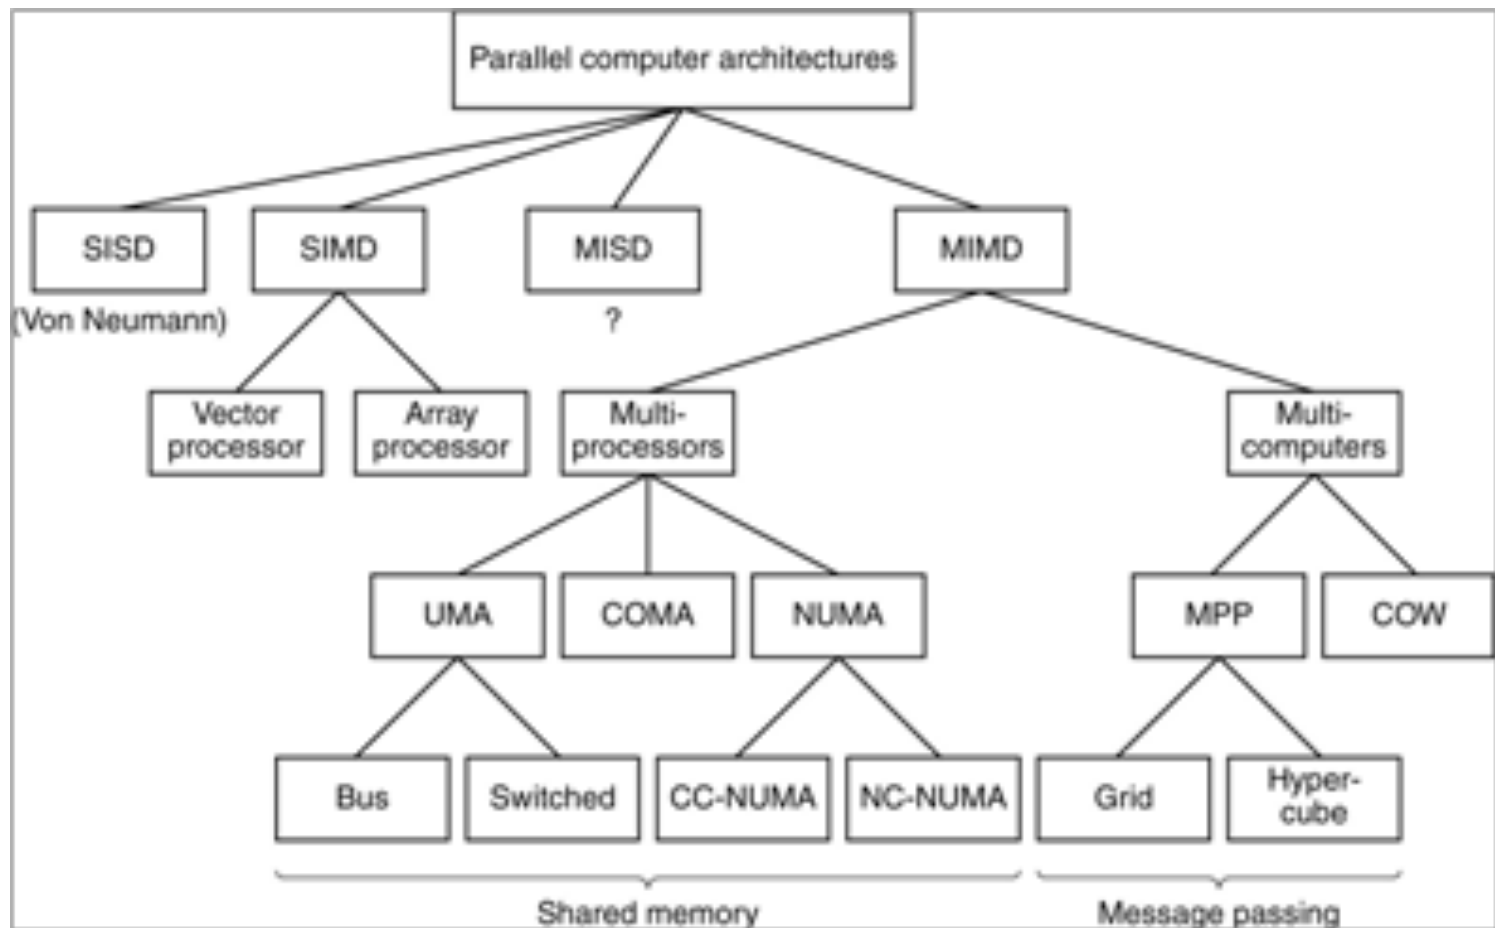 Parallel computer architectures
SISD
SIMD
MISD
MIMD
(Von Neumann)
?
Vector
processor
Array
processor
Multi-
processors
Multi-
computers
UMA
COMA
NUMA
MPP
COW
Bus
Switched
CC-NUMA
NC-NUMA
Grid
Hyper-
cube
Shared memory
Message passing